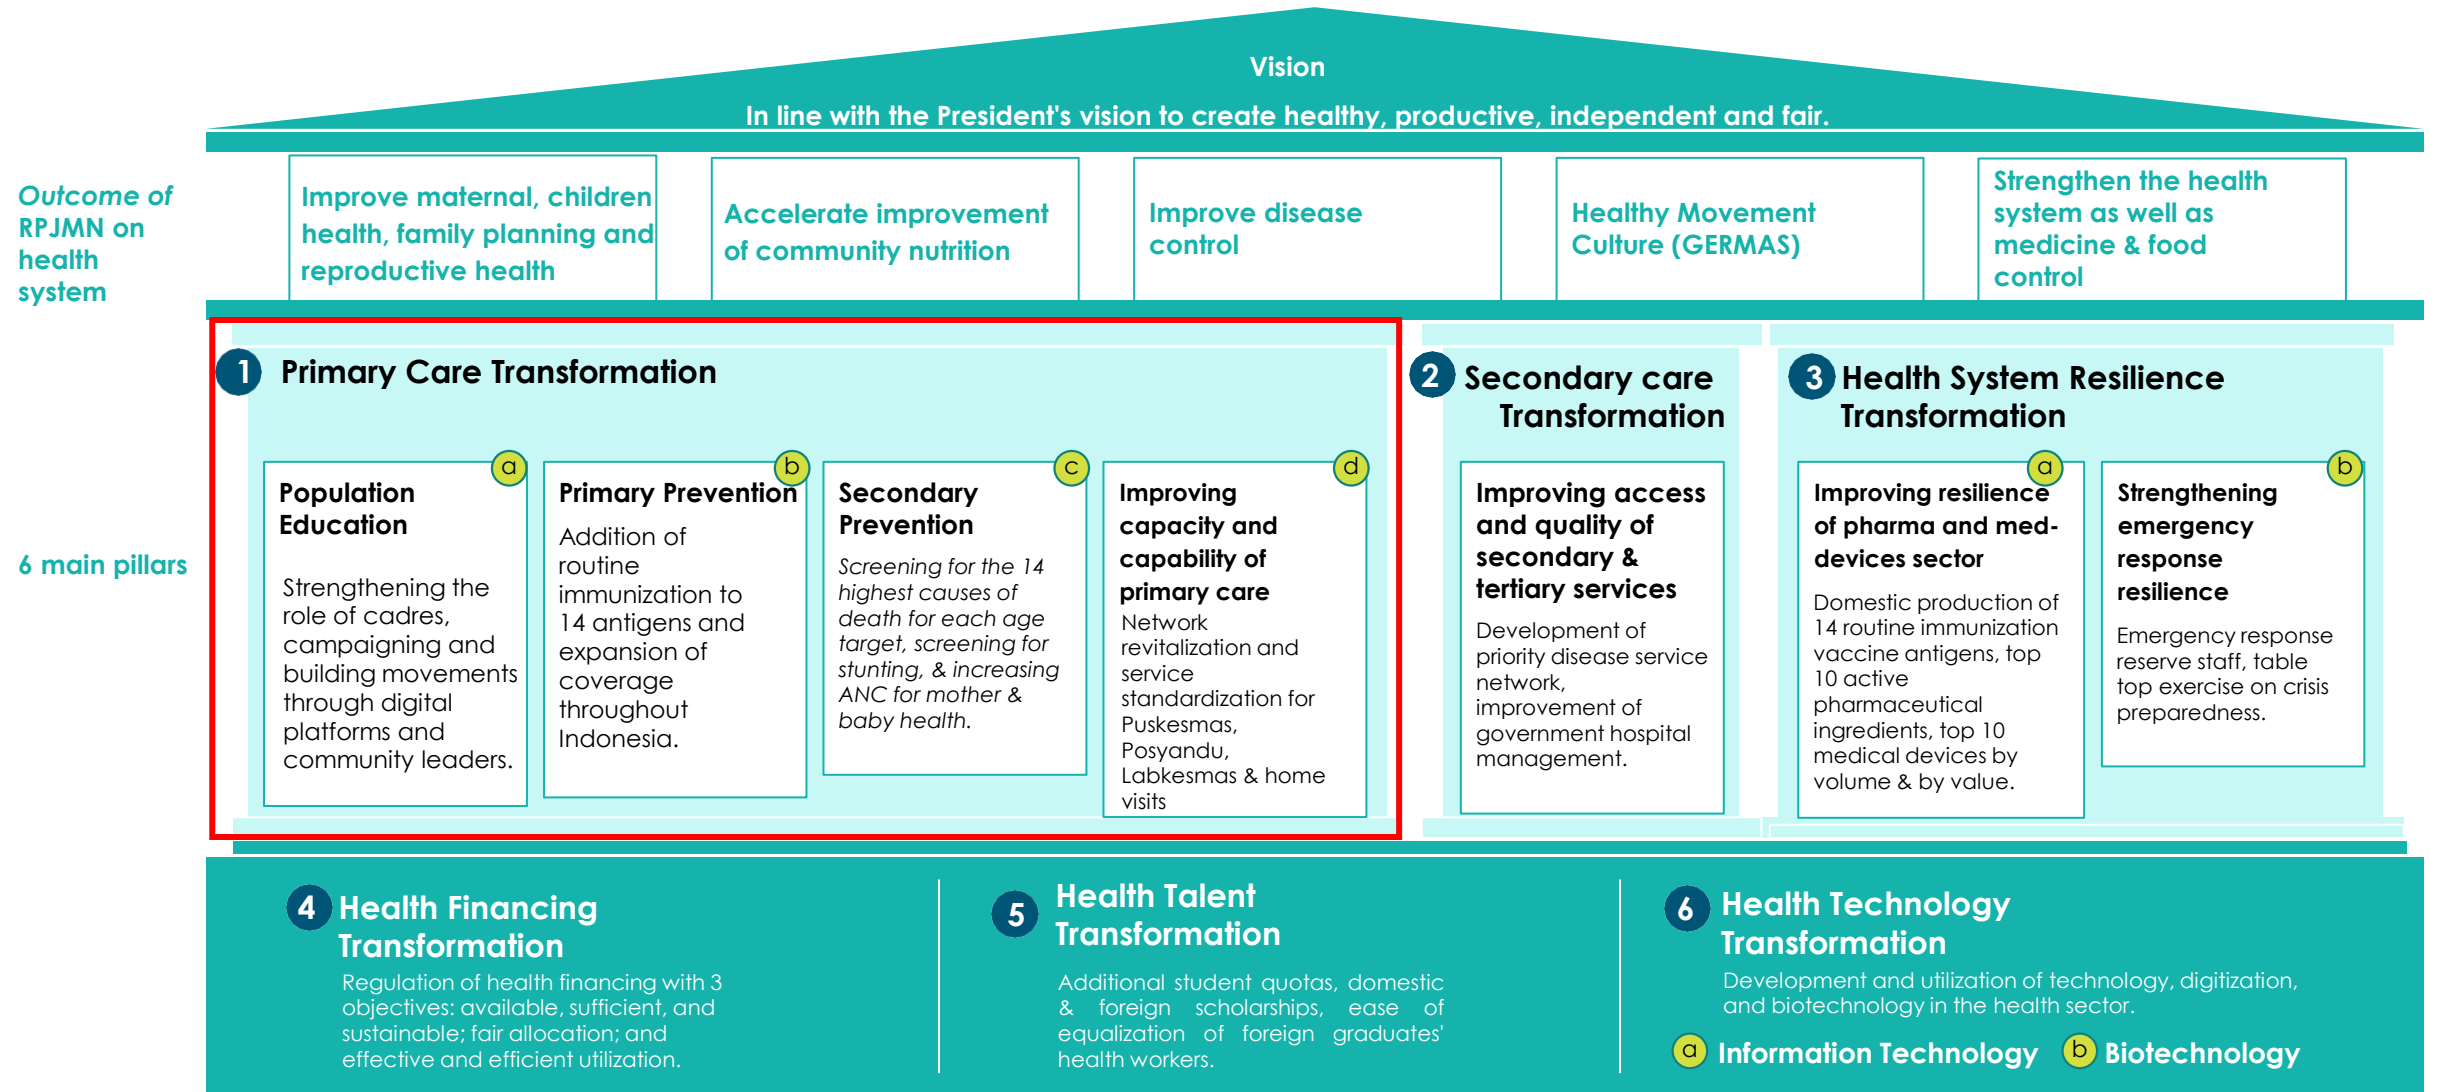 Vision
In line with the President's vision to create healthy, productive, independent and fair.
Outcome of
RPJMN on
health
system
Improve maternal, children
health, family planning and
reproductive health
Accelerate improvement
of community nutrition
Improve disease
control
Healthy Movement
Culture (GERMAS)
Strengthen the health
system as well as
medicine & food
control
6 main pillars
1 Primary Care Transformation
a
Population
Education
Strengthening the
role of cadres,
campaigning and
building movements
through digital
platforms and
community leaders.
b
Primary Prevention
Addition of
routine
immunization to
14 antigens and
expansion of
coverage
throughout
Indonesia.
c
Secondary
Prevention
Screening for the 14
highest causes of
death for each age
target, screening for
stunting, & increasing
ANC for mother &
baby health.
d
Improving
capacity and
capability of
primary care
Network
revitalization and
service
standardization for
Puskesmas,
Posyandu,
Labkesmas & home
visits
2 Secondary care
Transformation
Improving access
and quality of
secondary &
tertiary services
Development of
priority disease service
network,
improvement of
government hospital
management.
3 Health System Resilience
Transformation
a
Improving resilience
of pharma and med-
devices sector
Domestic production of
14 routine immunization
vaccine antigens, top
10 active
pharmaceutical
ingredients, top 10
medical devices by
volume & by value.
b
Strengthening
emergency
response
resilience
Emergency response
reserve staff, table
top exercise on crisis
preparedness.
4 Health Financing
Transformation
Regulation of health financing with 3
objectives: available, sufficient, and
sustainable; fair allocation; and
effective and efficient utilization.
5 Health Talent
Transformation
Additional student quotas, domestic
& foreign scholarships, ease of
equalization of foreign graduates'
health workers.
6 Health Technology
Transformation
Development and utilization of technology, digitization,
and biotechnology in the health sector.
a Information Technology b Biotechnology